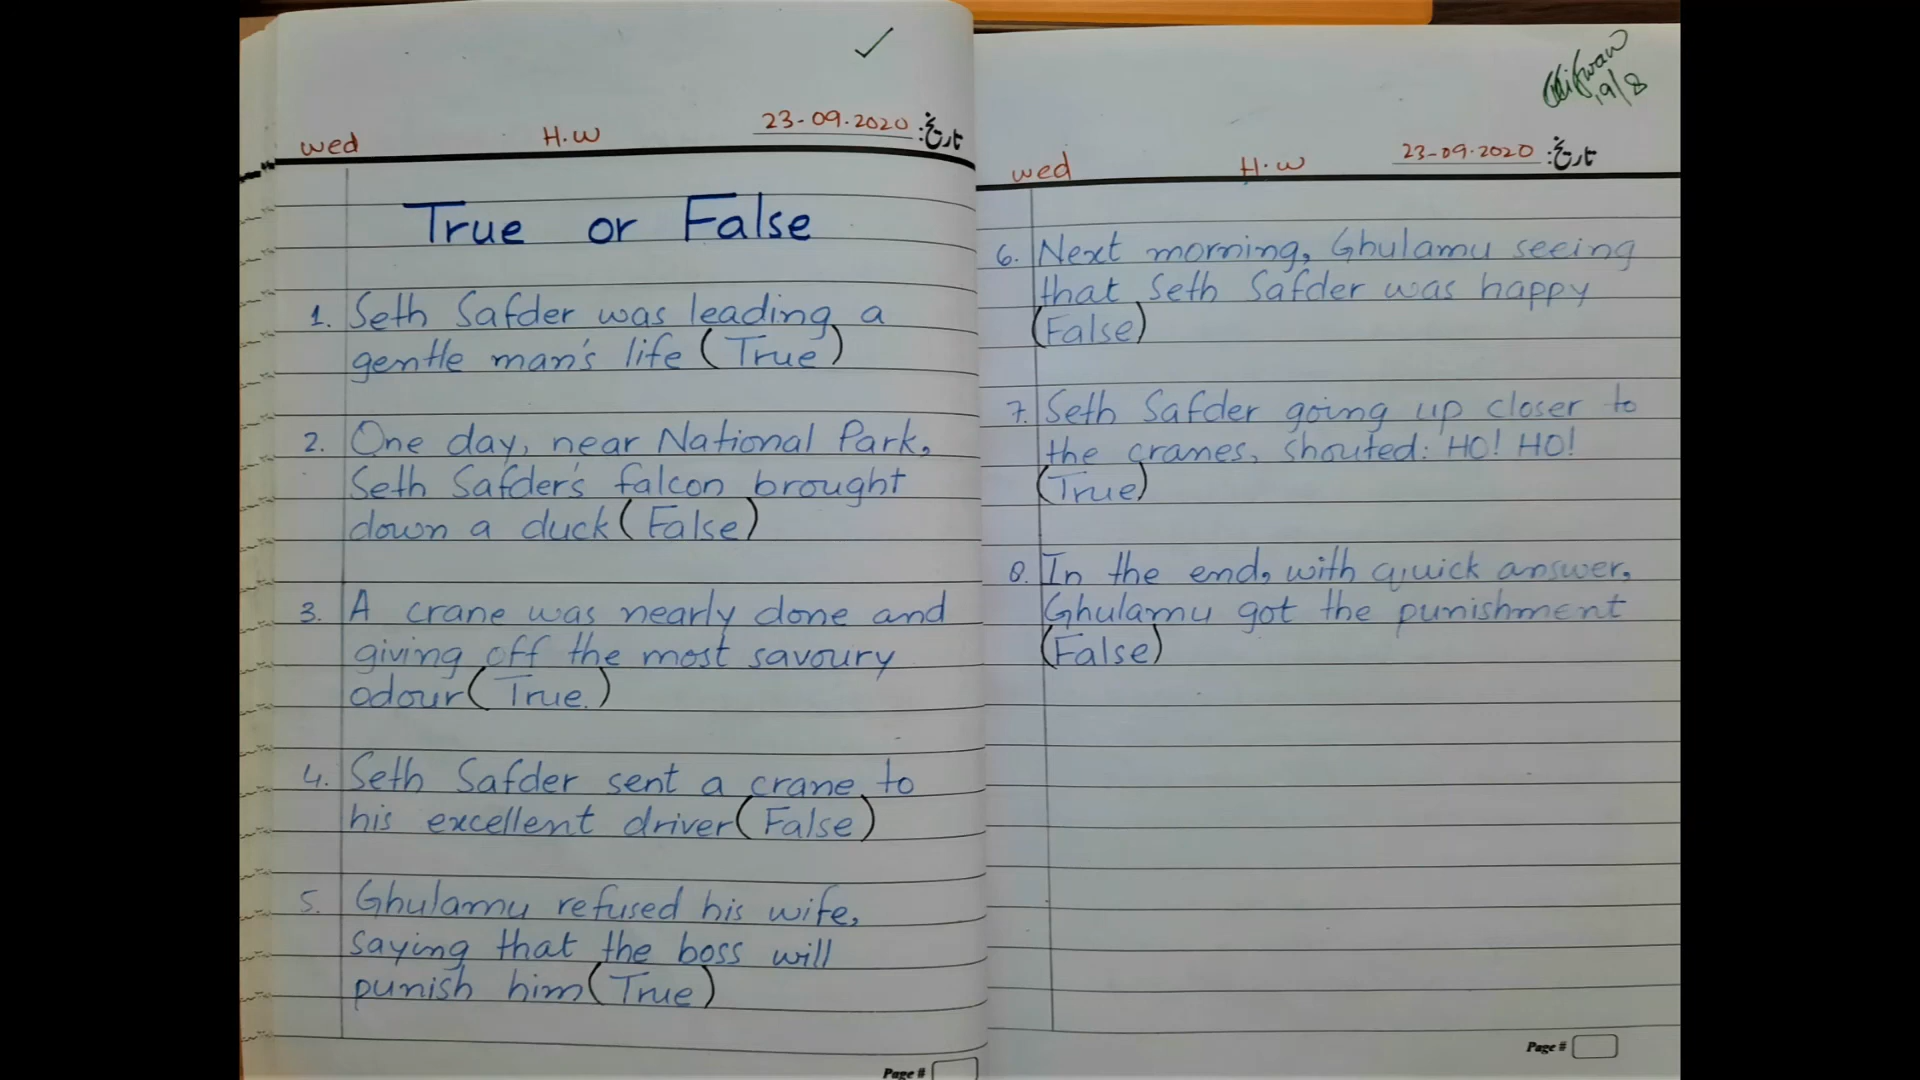 wed H.W 23-09-2020 تاریخ:
True or False
1. Seth Safder was leading a
gentle man's life (True)
2. One day, near National Park,
Seth Safder's falcon brought
down a duck (False)
3. A crane was nearly done and
giving off the most savoury
odour (True.)
4. Seth Safder sent a crane to
his excellent driver (False)
5. Ghulamu refused his wife,
saying that the boss will
punish him (True)
Page #
19/8
wed H.W 23-09-2020 تاریخ:
6. Next morning, Ghulamu seeing
that Seth Safder was happy
(False)
7. Seth Safder going up closer to
the cranes, shouted: HO! HO!
(True)
8. In the end, with quick answer,
Ghulamu got the punishment
(False)
Page #